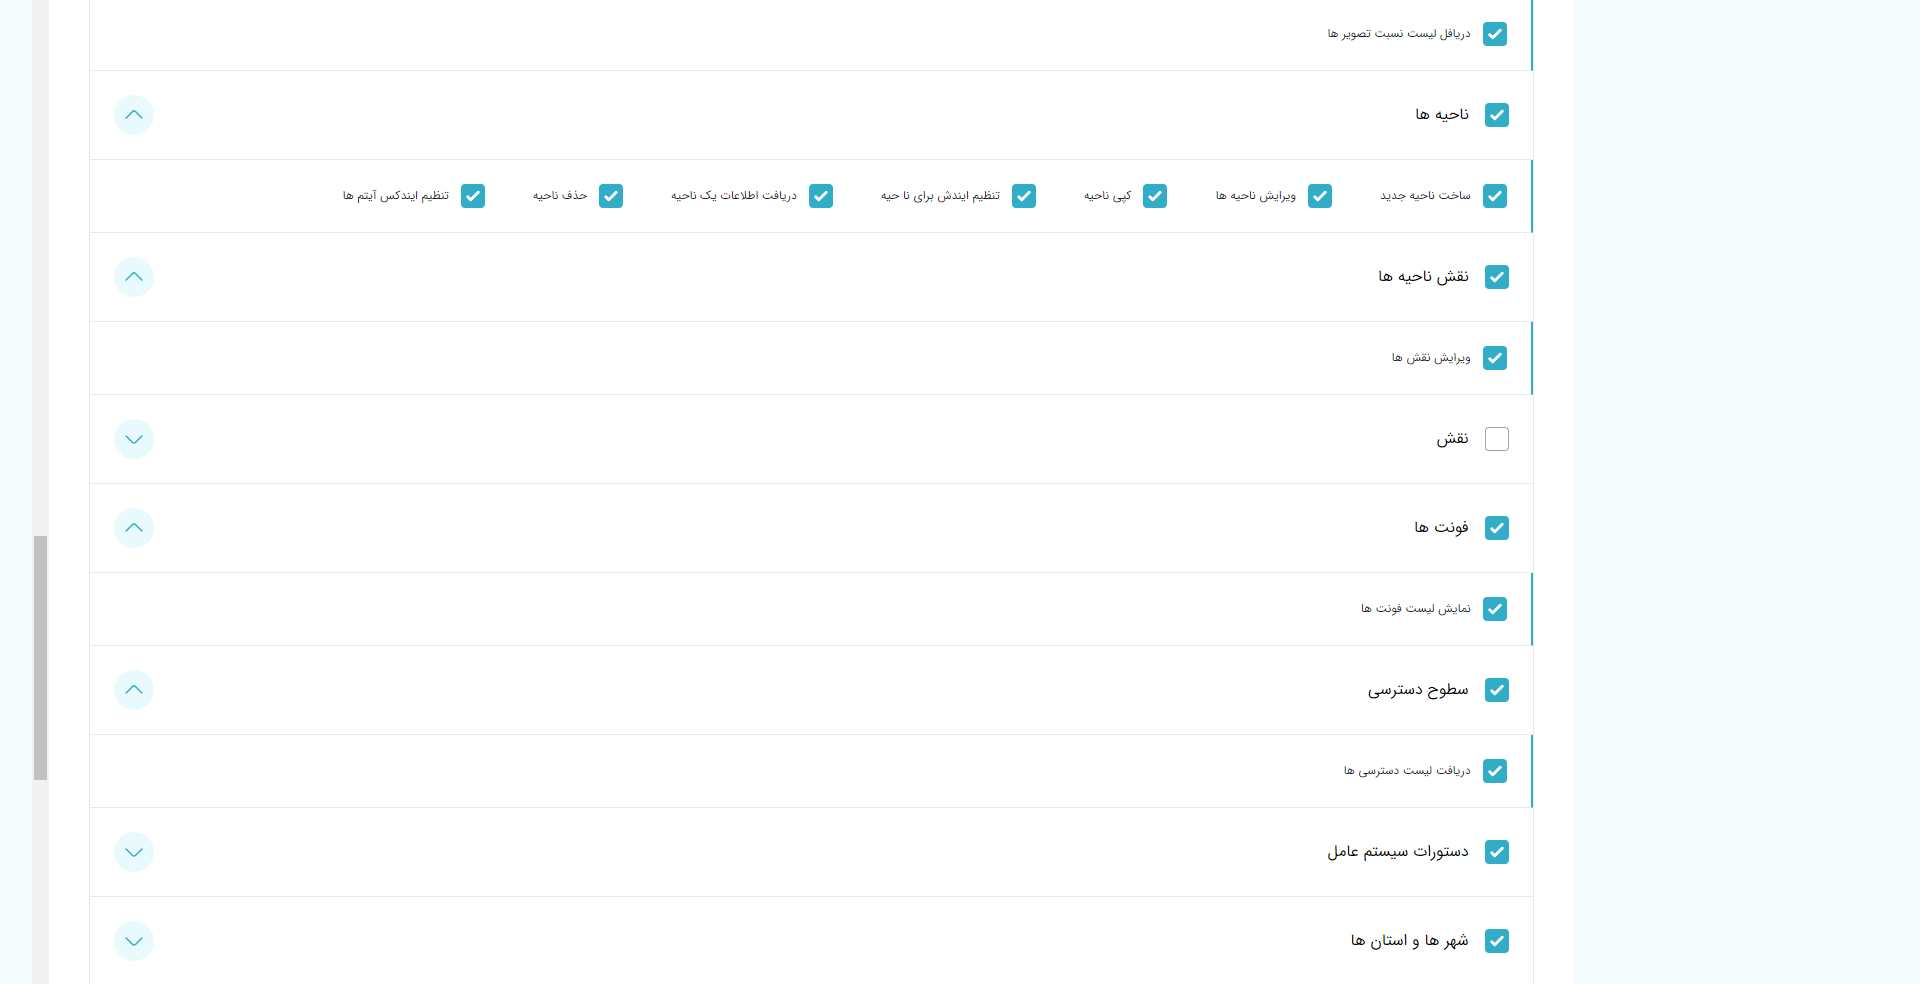 دریافل لیست نسبت تصویر ها
ناحیه ها
ساخت ناحیه جدید ویرایش ناحیه ها کپی ناحیه تنظیم ایندش برای نا حیه دریافت اطلاعات یک ناحیه حذف ناحیه تنظیم ایندکس آیتم ها
نقش ناحیه ها
ویرایش نقش ها
نقش
فونت ها
نمایش لیست فونت ها
سطوح دسترسی
دریافت لیست دسترسی ها
دستورات سیستم عامل
شهر ها و استان ها